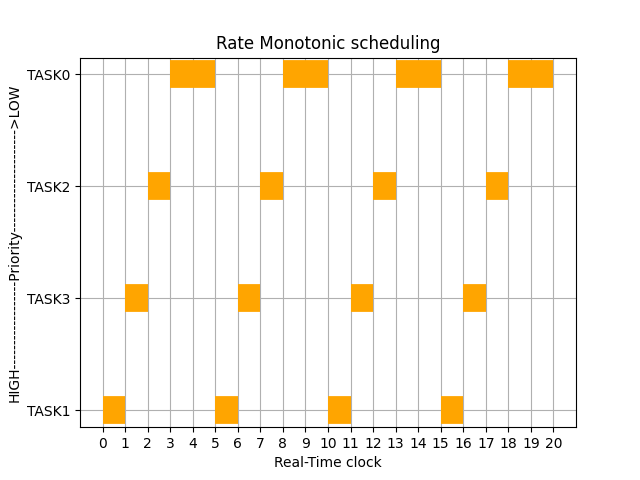 Rate Monotonic scheduling
TASK0
TASK2
TASK3
TASK1
HIGH-----------------Priority--------------------->LOW
0 1 2 3 4 5 6 7 8 9 10 11 12 13 14 15 16 17 18 19 20
Real-Time clock